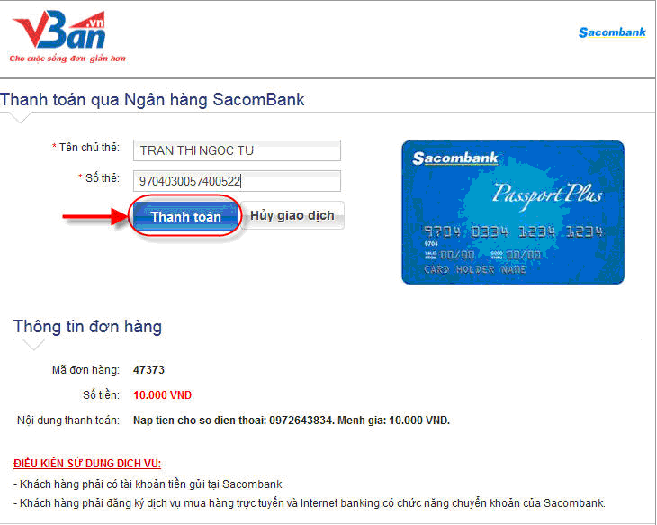 VBan.vn
Cho cuộc sống đơn giản hơn
Sacombank
Thanh toán qua Ngân hàng SacomBank
* Tên chủ thẻ: TRAN THI NGOC TU
* Số thẻ: 9704030057400522
Thanh toán Hủy giao dịch
Sacombank
Passport Plus
9704 0334 1234 1234
9704
00/00 00/00
CARD HOLDER NAME
Thông tin đơn hàng
Mã đơn hàng: 47373
Số tiền: 10.000 VND
Nội dung thanh toán: Nap tien cho so dien thoai: 0972643834. Menh gia: 10.000 VND.
ĐIỀU KIỆN SỬ DỤNG DỊCH VỤ:
- Khách hàng phải có tài khoản tiền gửi tại Sacombank
- Khách hàng phải đăng ký dịch vụ mua hàng trực tuyến và Internet banking có chức năng chuyển khoản của Sacombank.